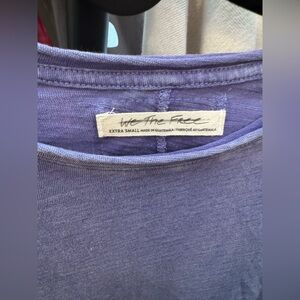 We The Free
EXTRA SMALL MADE IN GUATEMALA / FABRIQUÉ AU GUATEMALA